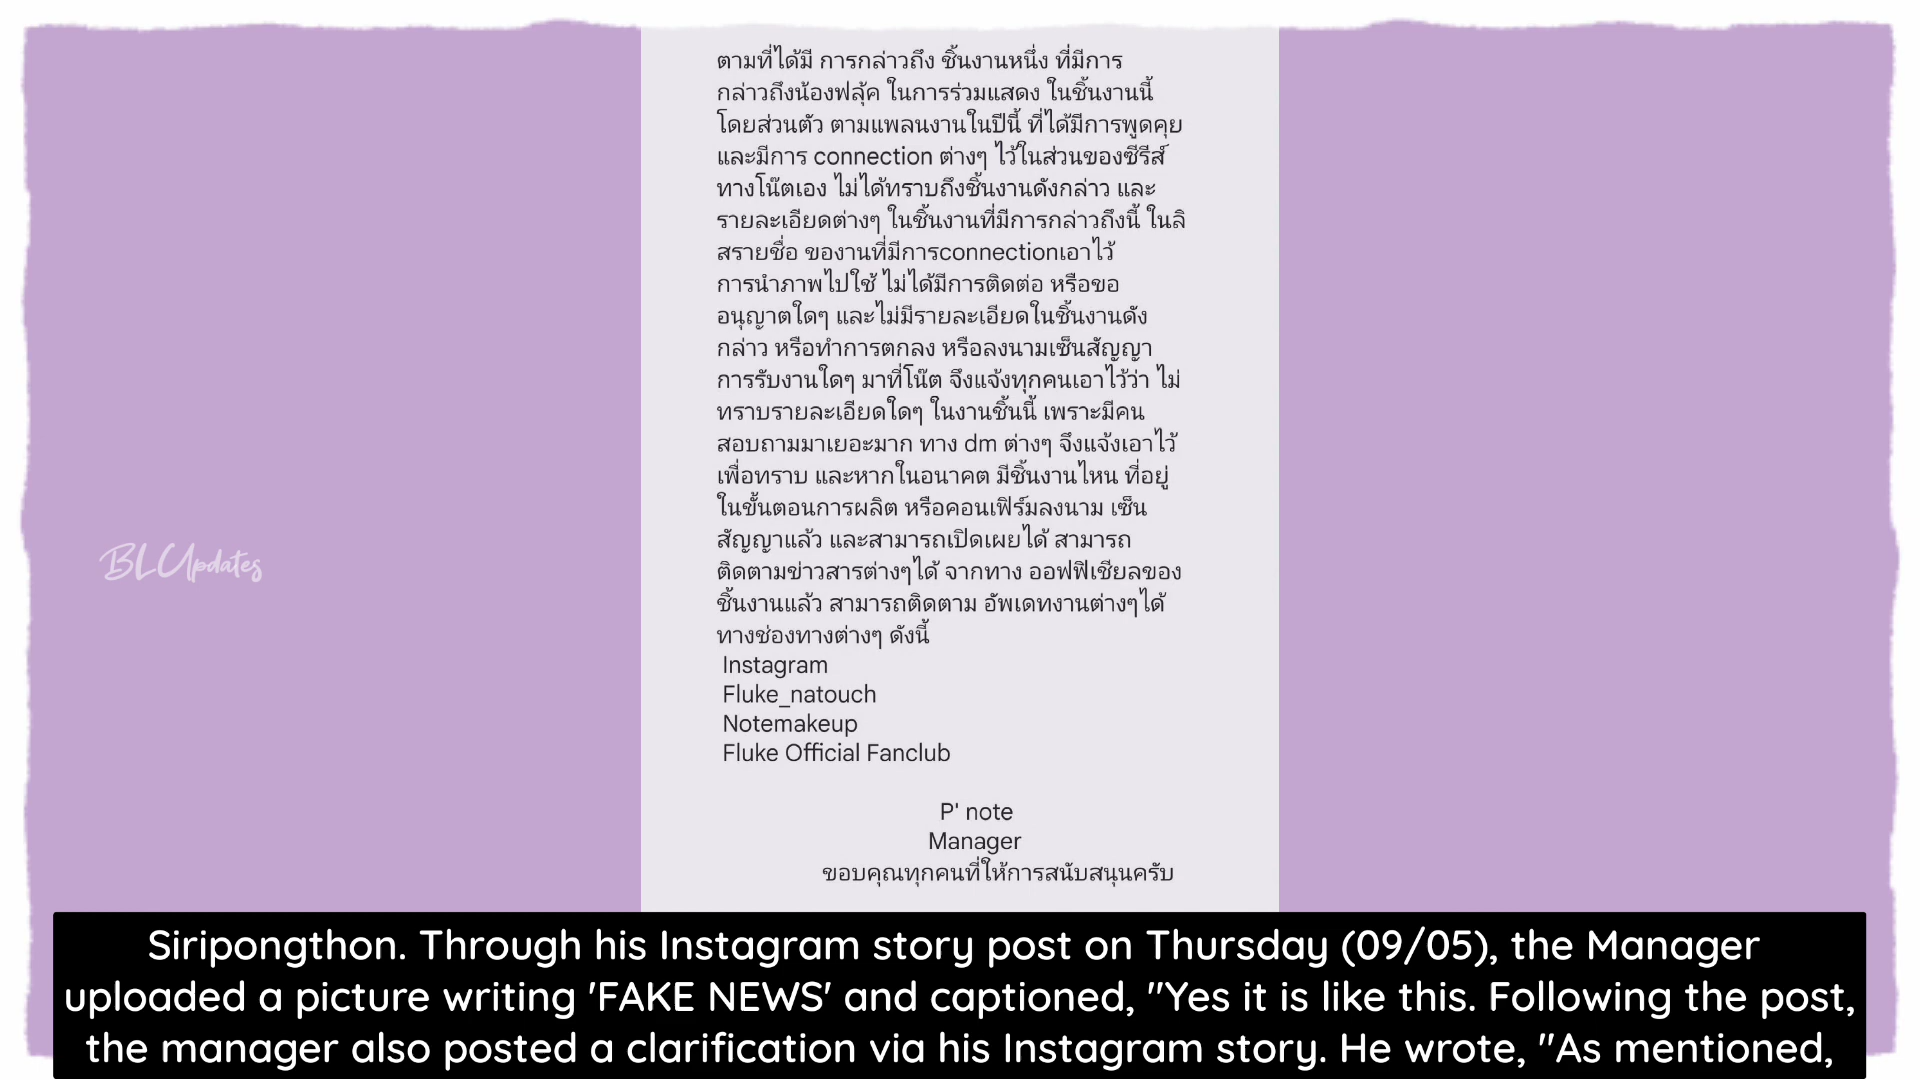 ตามที่ได้มี การกล่าวถึง ชิ้นงานหนึ่ง ที่มีการ
กล่าวถึงน้องฟลุ้ค ในการร่วมแสดง ในชิ้นงานนี้
โดยส่วนตัว ตามแพลนงานในปีนี้ ที่ได้มีการพูดคุย
และมีการ connection ต่างๆ ไว้ในส่วนของซีรีส์
ทางโน๊ตเอง ไม่ได้ทราบถึงชิ้นงานดังกล่าว และ
รายละเอียดต่างๆ ในชิ้นงานที่มีการกล่าวถึงนี้ ในลิ
สรายชื่อ ของานที่มีการconnectionเอาไว้
การนำภาพไปใช้ ไม่ได้มีการติดต่อ หรือขอ
อนุญาตใดๆ และไม่มีรายละเอียดในชิ้นงานดัง
กล่าว หรือทำการตกลง หรือลงนามเซ็นสัญญา
การรับงานใดๆ มาที่โน๊ต จึงแจ้งทุกคนเอาไว้ว่า ไม่
ทราบรายละเอียดใดๆ ในงานชิ้นนี้ เพราะมีคน
สอบถามมาเยอะมาก ทาง dm ต่างๆ จึงแจ้งเอาไว้
เพื่อทราบ และหากในอนาคต มีชิ้นงานไหน ที่อยู่
ในขั้นตอนการผลิต หรือคอนเฟิร์มลงนาม เซ็น
สัญญาแล้ว และสามารถเปิดเผยได้ สามารถ
ติดตามข่าวสารต่างๆได้ จากทาง ออฟฟิเชียลของ
ชิ้นงานแล้ว สามารถติดตาม อัพเดทงานต่างๆได้
ทางช่องทางต่างๆ ดังนี้
Instagram
Fluke_natouch
Notemakeup
Fluke Official Fanclub
P' note
Manager
ขอบคุณทุกคนที่ให้การสนับสนุนครับ
BLUpdates
Siripongthon. Through his Instagram story post on Thursday (09/05), the Manager
uploaded a picture writing 'FAKE NEWS' and captioned, "Yes it is like this. Following the post,
the manager also posted a clarification via his Instagram story. He wrote, "As mentioned,